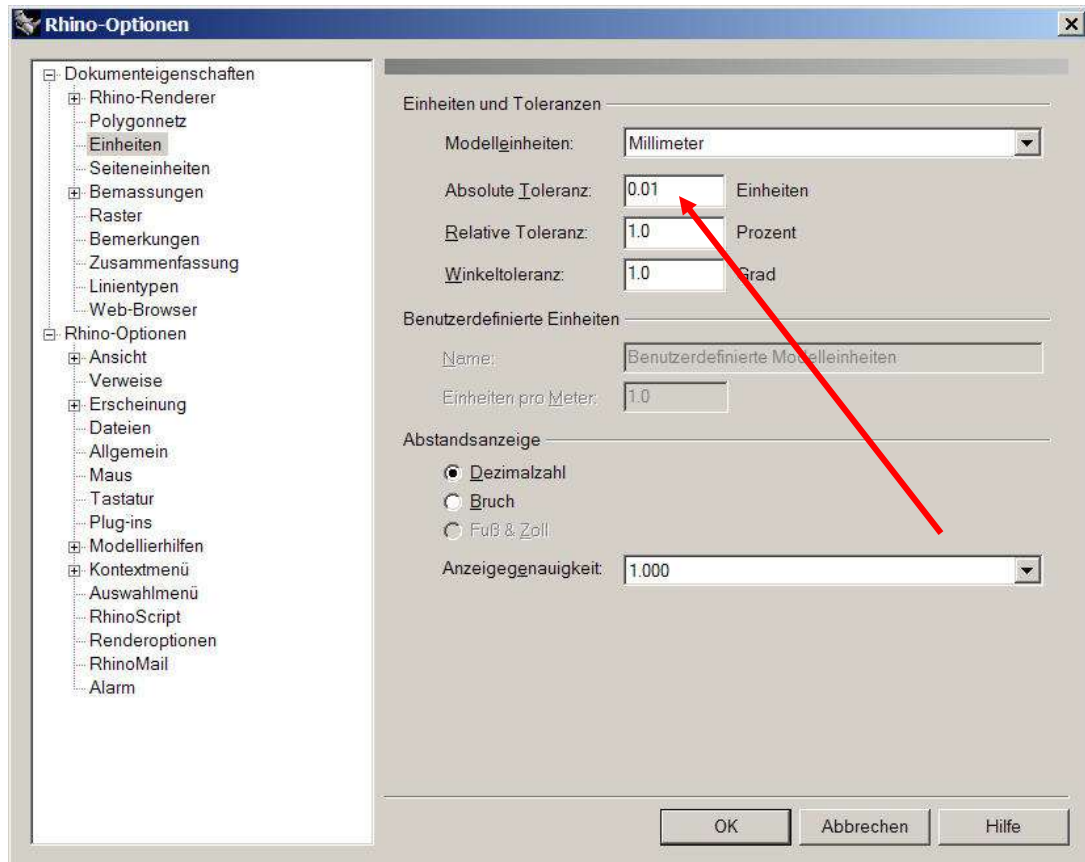 Rhino-Optionen
Dokumenteigenschaften
Rhino-Renderer
Polygonnetz
Einheiten
Seiteneinheiten
Bemassungen
Raster
Bemerkungen
Zusammenfassung
Linientypen
Web-Browser
Rhino-Optionen
Ansicht
Verweise
Erscheinung
Dateien
Allgemein
Maus
Tastatur
Plug-ins
Modellierhilfen
Kontextmenü
Auswahlmenü
RhinoScript
Renderoptionen
RhinoMail
Alarm
Einheiten und Toleranzen
Modelleinheiten: Millimeter
Absolute Toleranz: 0.01 Einheiten
Relative Toleranz: 1.0 Prozent
Winkeltoleranz: 1.0 Grad
Benutzerdefinierte Einheiten
Name: Benutzerdefinierte Modelleinheiten
Einheiten pro Meter: 1.0
Abstandsanzeige
Dezimalzahl
Bruch
Fuß & Zoll
Anzeigegenauigkeit: 1.000
OK Abbrechen Hilfe